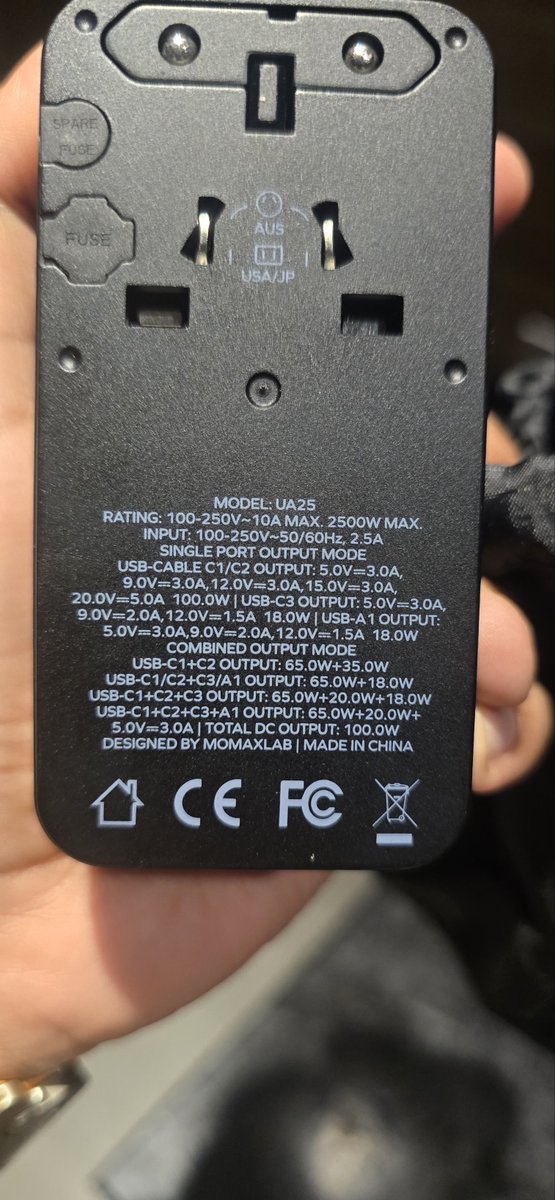 SPARE
FUSE
FUSE
AUS
USA/JP
MODEL: UA25
RATING: 100-250V~10A MAX. 2500W MAX.
INPUT: 100-250V~50/60Hz, 2.5A
SINGLE PORT OUTPUT MODE
USB-CABLE C1/C2 OUTPUT: 5.0V⎓3.0A,
9.0V⎓3.0A,12.0V⎓3.0A,15.0V⎓3.0A,
20.0V⎓5.0A 100.0W | USB-C3 OUTPUT: 5.0V⎓3.0A,
9.0V⎓2.0A,12.0V⎓1.5A 18.0W | USB-A1 OUTPUT:
5.0V⎓3.0A,9.0V⎓2.0A,12.0V⎓1.5A 18.0W
COMBINED OUTPUT MODE
USB-C1+C2 OUTPUT: 65.0W+35.0W
USB-C1/C2+C3/A1 OUTPUT: 65.0W+18.0W
USB-C1+C2+C3 OUTPUT: 65.0W+20.0W+18.0W
USB-C1+C2+C3+A1 OUTPUT: 65.0W+20.0W+
5.0V⎓3.0A | TOTAL DC OUTPUT: 100.0W
DESIGNED BY MOMAXLAB | MADE IN CHINA
CE FC